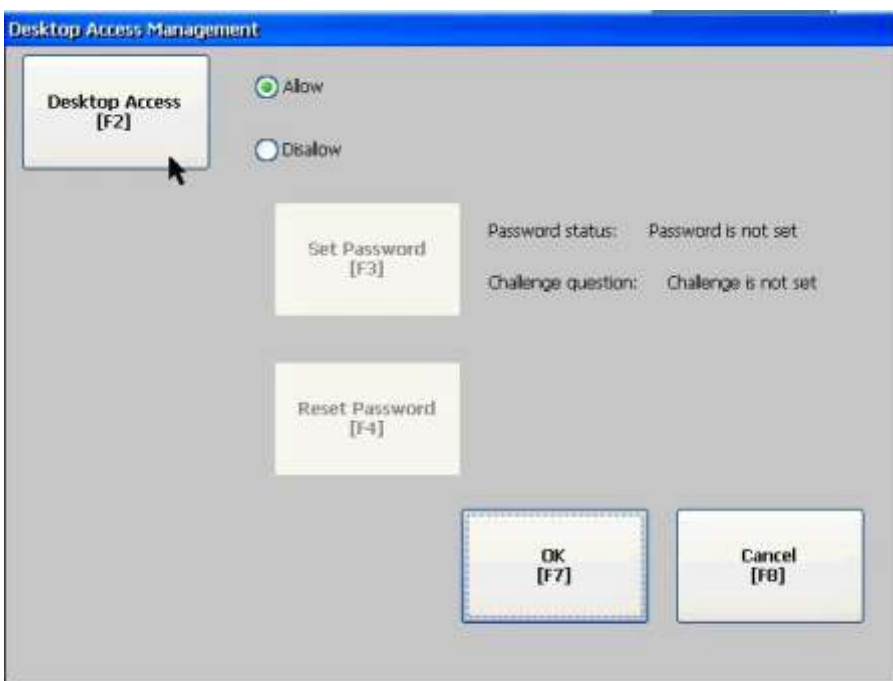 Desktop Access Management
Desktop Access
[F2]
Allow
Disallow
Set Password
[F3]
Password status: Password is not set
Challenge question: Challenge is not set
Reset Password
[F4]
OK
[F7]
Cancel
[F8]